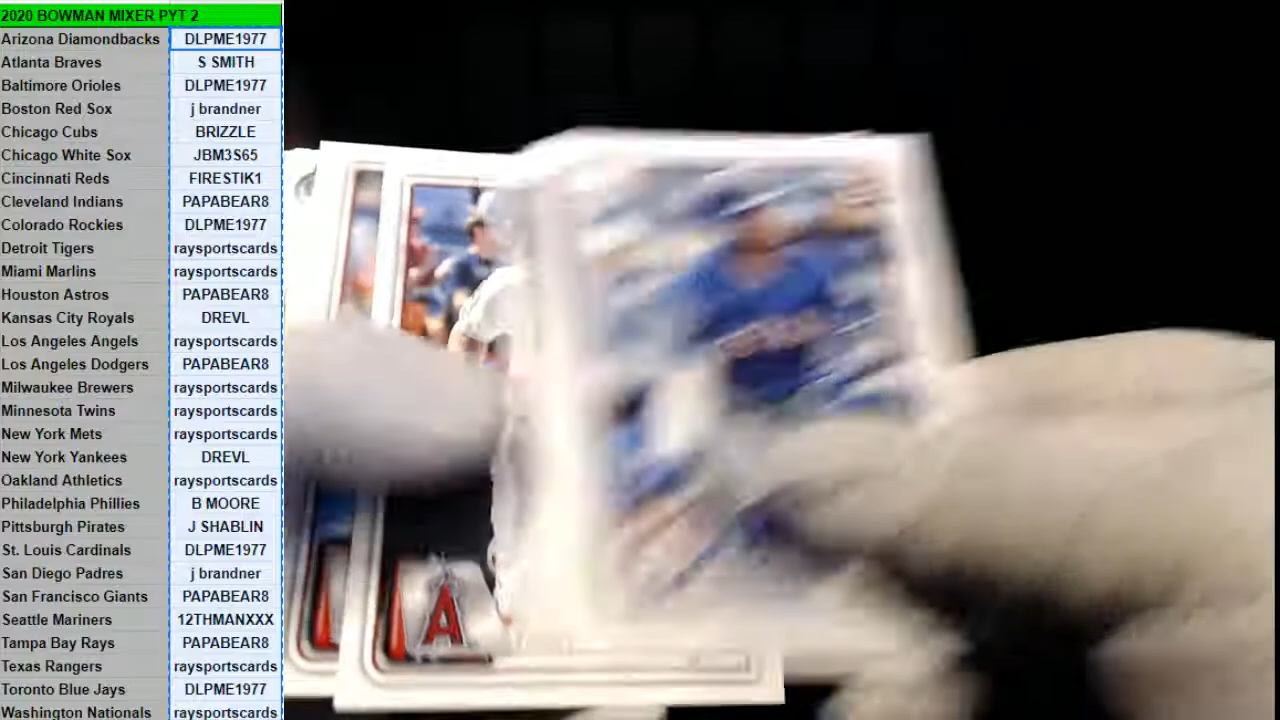 2020 BOWMAN MIXER PYT 2
Arizona Diamondbacks DLPME1977
Atlanta Braves S SMITH
Baltimore Orioles DLPME1977
Boston Red Sox j brandner
Chicago Cubs BRIZZLE
Chicago White Sox JBM3S65
Cincinnati Reds FIRESTIK1
Cleveland Indians PAPABEAR8
Colorado Rockies DLPME1977
Detroit Tigers raysportscards
Miami Marlins raysportscards
Houston Astros PAPABEAR8
Kansas City Royals DREVL
Los Angeles Angels raysportscards
Los Angeles Dodgers PAPABEAR8
Milwaukee Brewers raysportscards
Minnesota Twins raysportscards
New York Mets raysportscards
New York Yankees DREVL
Oakland Athletics raysportscards
Philadelphia Phillies B MOORE
Pittsburgh Pirates J SHABLIN
St. Louis Cardinals DLPME1977
San Diego Padres j brandner
San Francisco Giants PAPABEAR8
Seattle Mariners 12THMANXXX
Tampa Bay Rays PAPABEAR8
Texas Rangers raysportscards
Toronto Blue Jays DLPME1977
Washington Nationals raysportscards
A